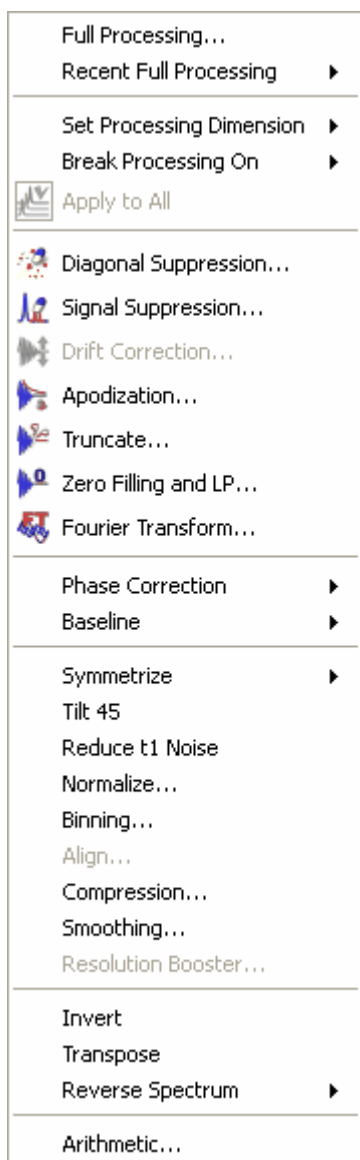 Full Processing...
Recent Full Processing
Set Processing Dimension
Break Processing On
Apply to All
Diagonal Suppression...
Signal Suppression...
Drift Correction...
Apodization...
Truncate...
Zero Filling and LP...
Fourier Transform...
Phase Correction
Baseline
Symmetrize
Tilt 45
Reduce t1 Noise
Normalize...
Binning...
Align...
Compression...
Smoothing...
Resolution Booster...
Invert
Transpose
Reverse Spectrum
Arithmetic...